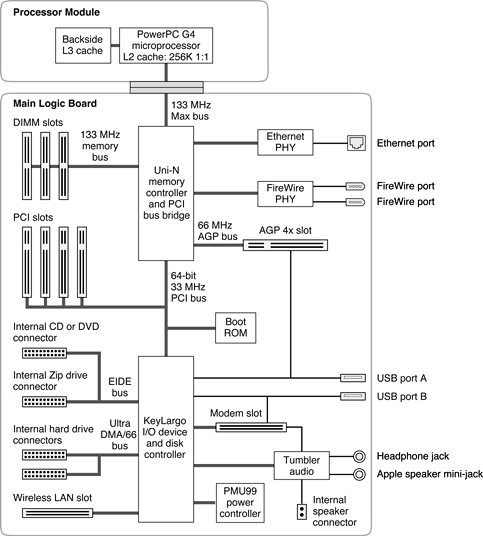 Processor Module
Backside
L3 cache
PowerPC G4
microprocessor
L2 cache: 256K 1:1
133 MHz
Max bus
Main Logic Board
DIMM slots
133 MHz
memory
bus
Uni-N
memory
controller
and PCI
bus bridge
Ethernet
PHY
Ethernet port
FireWire
PHY
FireWire port
FireWire port
PCI slots
66 MHz
AGP bus
AGP 4x slot
64-bit
33 MHz
PCI bus
Boot
ROM
Internal CD or DVD
connector
Internal Zip drive
connector
EIDE
bus
USB port A
USB port B
KeyLargo
I/O device
and disk
controller
Modem slot
Internal hard drive
connectors
Ultra
DMA/66
bus
Tumbler
audio
Headphone jack
Apple speaker mini-jack
Wireless LAN slot
PMU99
power
controller
Internal
speaker
connector